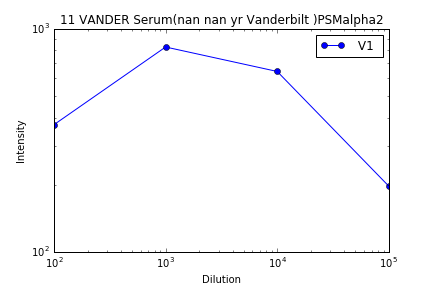 11 VANDER Serum(nan nan yr Vanderbilt )PSMalpha2
10³
V1
Intensity
10²
10² 10³ 10⁴ 10⁵
Dilution